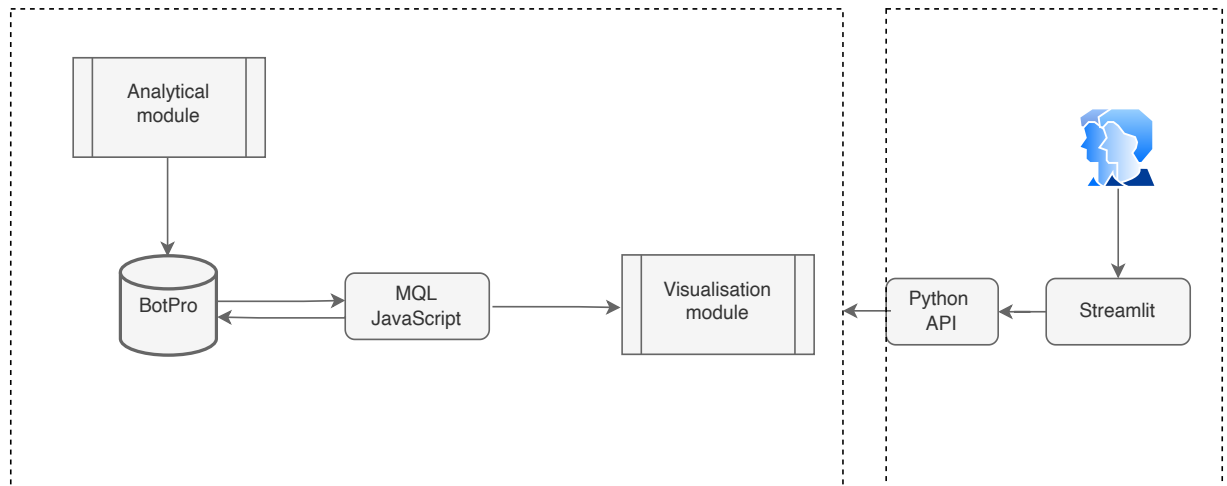 Analytical
module
BotPro
MQL
JavaScript
Visualisation
module
Python
API
Streamlit